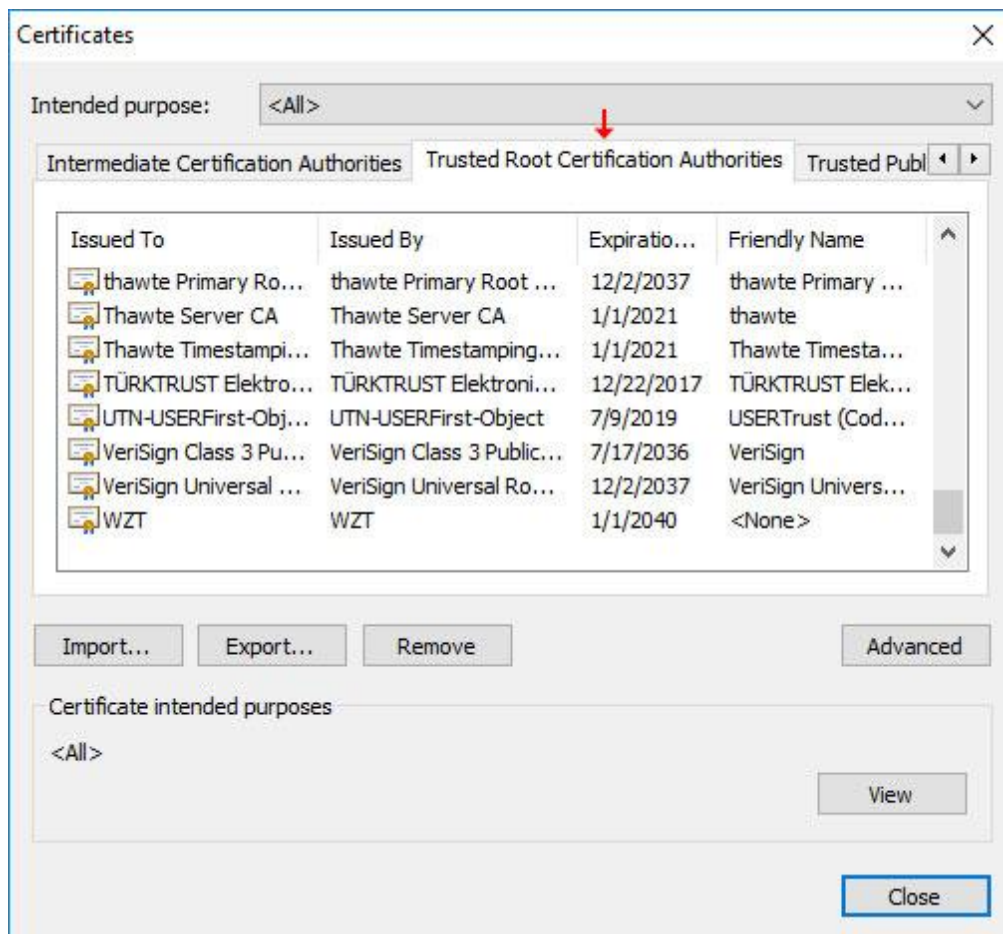 Certificates
Intended purpose: <All>
Intermediate Certification Authorities Trusted Root Certification Authorities Trusted Publ
Issued To Issued By Expiratio... Friendly Name
thawte Primary Ro... thawte Primary Root ... 12/2/2037 thawte Primary ...
Thawte Server CA Thawte Server CA 1/1/2021 thawte
Thawte Timestampi... Thawte Timestamping... 1/1/2021 Thawte Timesta...
TÜRKTRUST Elektro... TÜRKTRUST Elektroni... 12/22/2017 TÜRKTRUST Elek...
UTN-USERFirst-Obj... UTN-USERFirst-Object 7/9/2019 USERTrust (Cod...
VeriSign Class 3 Pu... VeriSign Class 3 Public... 7/17/2036 VeriSign
VeriSign Universal ... VeriSign Universal Ro... 12/2/2037 VeriSign Univers...
WZT WZT 1/1/2040 <None>
Import... Export... Remove Advanced
Certificate intended purposes
<All>
View
Close